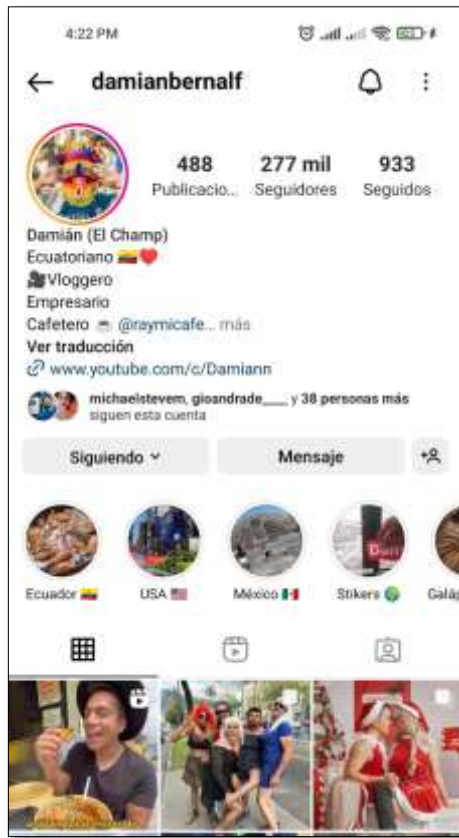 4:22 PM
damianbernalf
488 277 mil 933
Publicacio... Seguidores Seguidos
Damián (El Champ)
Ecuatoriano 🇪🇨❤️
🎥Vloggero
Empresario
Cafetero ☕ @raymicafe... más
Ver traducción
www.youtube.com/c/Damiann
michaelstevem, gioandrade___ y 38 personas más
siguen esta cuenta
Siguiendo Mensaje
Ecuador 🇪🇨 USA 🇺🇸 México 🇲🇽 Stikers 🌍 Galáp